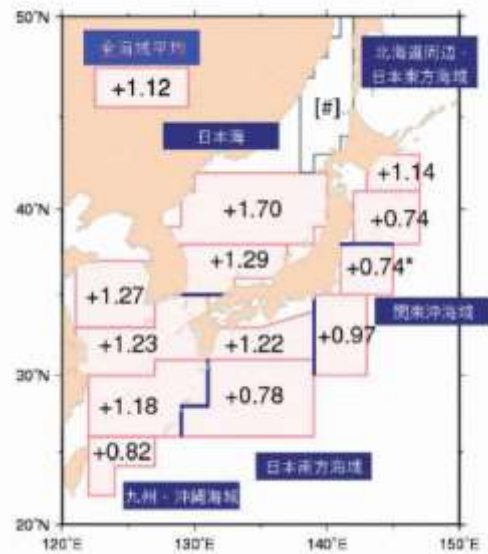 50°N
全海域平均
+1.12
北海道周辺・
日本東方海域
[#]
日本海
+1.14
+1.70
+0.74
40°N
+1.29
+0.74*
+1.27
関東沖海域
+0.97
+1.23
+1.22
30°N
+1.18
+0.78
+0.82
日本南方海域
九州・沖縄海域
20°N
120°E
130°E
140°E
150°E